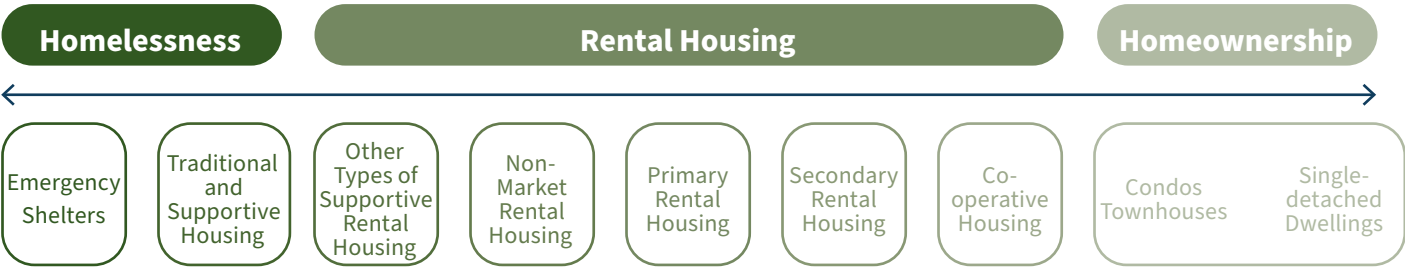 Homelessness
Rental Housing
Homeownership
Emergency
Shelters
Traditional
and
Supportive
Housing
Other
Types of
Supportive
Rental
Housing
Non-
Market
Rental
Housing
Primary
Rental
Housing
Secondary
Rental
Housing
Co-
operative
Housing
Condos
Townhouses
Single-
detached
Dwellings